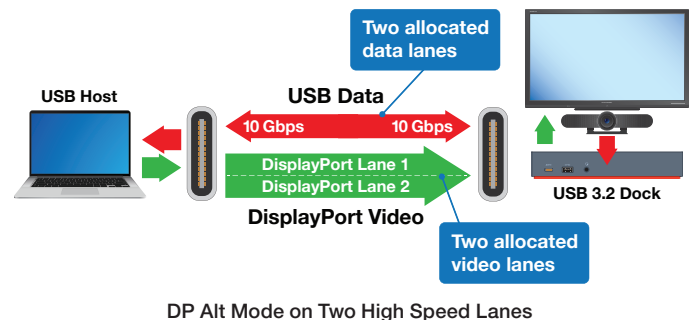 Two allocated
data lanes
USB Host
USB Data
10 Gbps 10 Gbps
DisplayPort Lane 1
DisplayPort Lane 2
DisplayPort Video
USB 3.2 Dock
Two allocated
video lanes
DP Alt Mode on Two High Speed Lanes